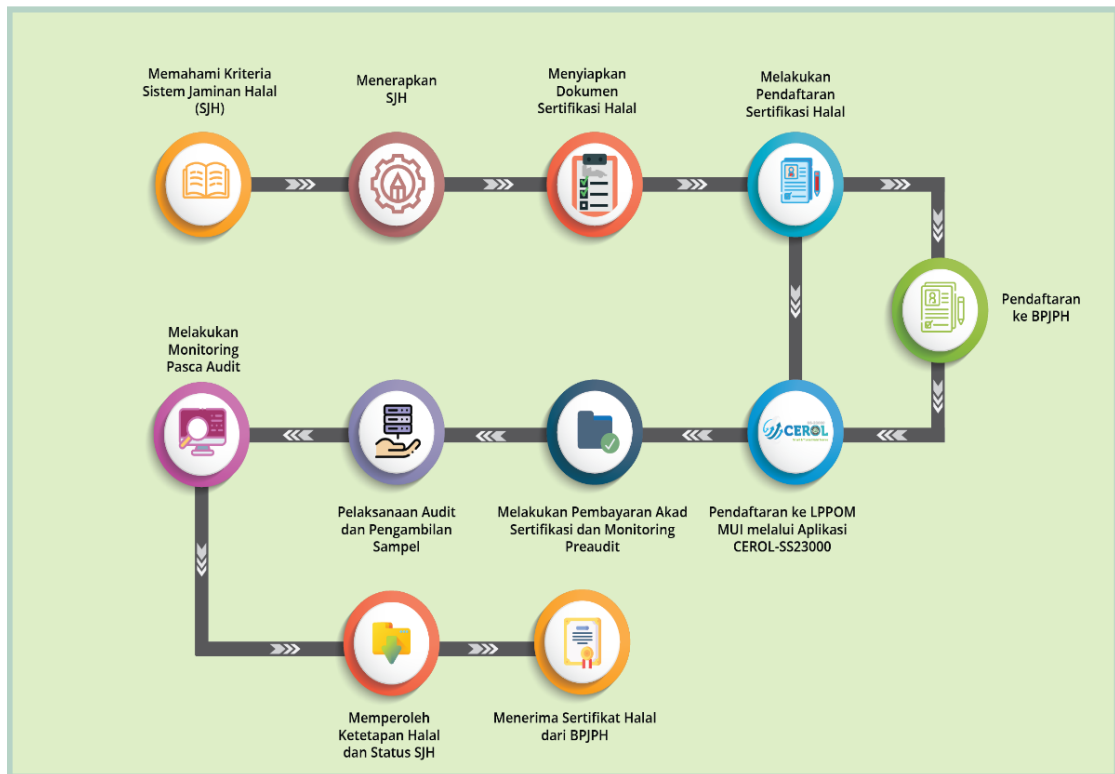 Memahami Kriteria
Sistem Jaminan Halal
(SJH)
Menerapkan
SJH
Menyiapkan
Dokumen
Sertifikasi Halal
Melakukan
Pendaftaran
Sertifikasi Halal
Pendaftaran
ke BPJPH
CEROL
Pendaftaran ke LPPOM
MUI melalui Aplikasi
CEROL-SS23000
Melakukan Pembayaran Akad
Sertifikasi dan Monitoring
Preaudit
Pelaksanaan Audit
dan Pengambilan
Sampel
Melakukan
Monitoring
Pasca Audit
Memperoleh
Ketetapan Halal
dan Status SJH
Menerima Sertifikat Halal
dari BPJPH